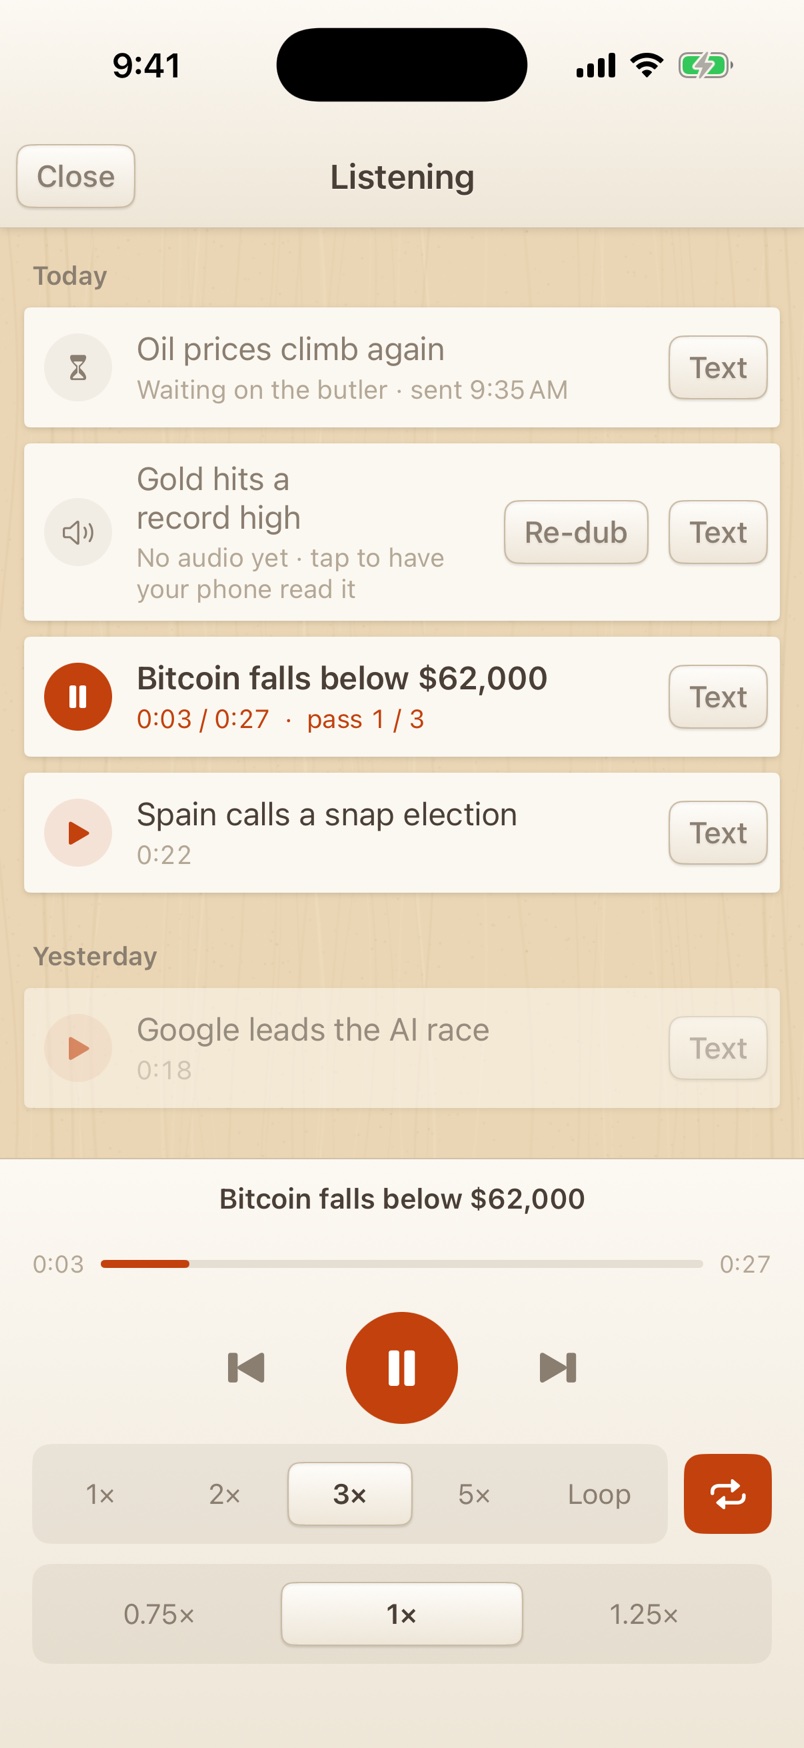 9:41
Close
Listening
Today
Oil prices climb again
Waiting on the butler · sent 9:35 AM
Text
Gold hits a
record high
No audio yet · tap to have
your phone read it
Re-dub
Text
Bitcoin falls below $62,000
0:03 / 0:27 · pass 1 / 3
Text
Spain calls a snap election
0:22
Text
Yesterday
Google leads the AI race
0:18
Text
Bitcoin falls below $62,000
0:03
0:27
1×
2×
3×
5×
Loop
0.75×
1×
1.25×